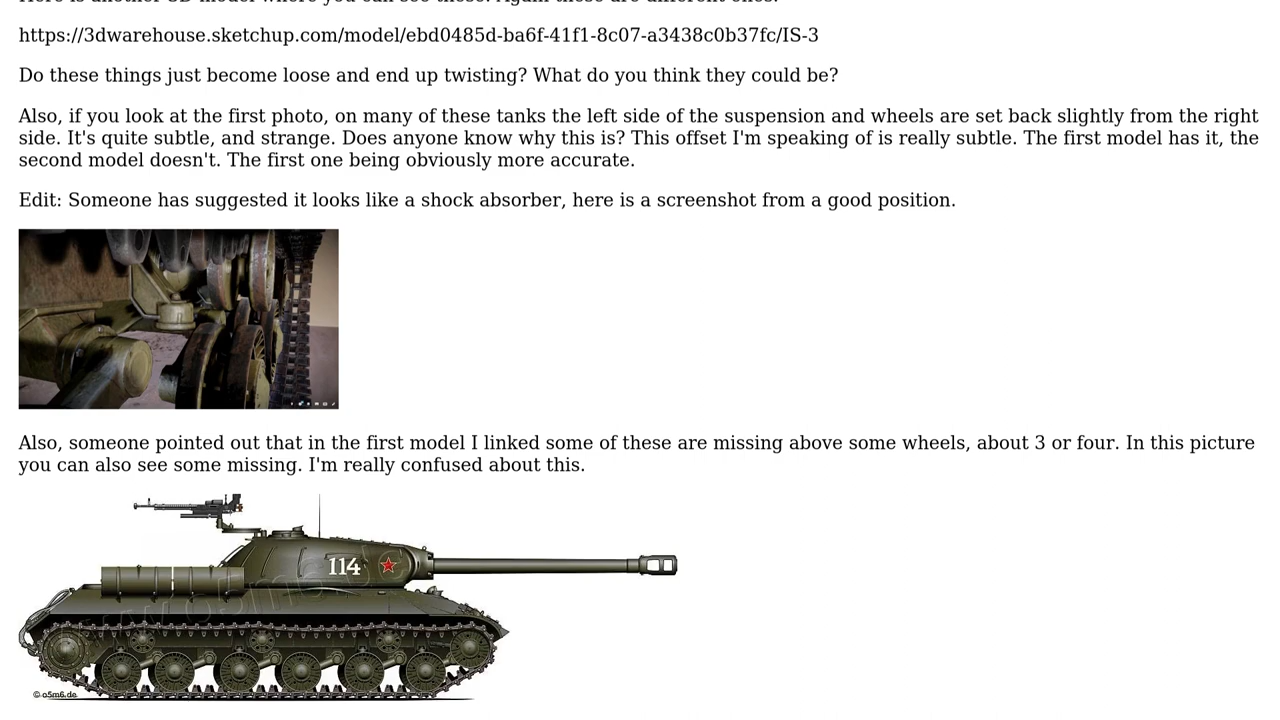 https://3dwarehouse.sketchup.com/model/ebd0485d-ba6f-41f1-8c07-a3438c0b37fc/IS-3
Do these things just become loose and end up twisting? What do you think they could be?
Also, if you look at the first photo, on many of these tanks the left side of the suspension and wheels are set back slightly from the right
side. It's quite subtle, and strange. Does anyone know why this is? This offset I'm speaking of is really subtle. The first model has it, the
second model doesn't. The first one being obviously more accurate.
Edit: Someone has suggested it looks like a shock absorber, here is a screenshot from a good position.
Also, someone pointed out that in the first model I linked some of these are missing above some wheels, about 3 or four. In this picture
you can also see some missing. I'm really confused about this.
114
© o5m6.de